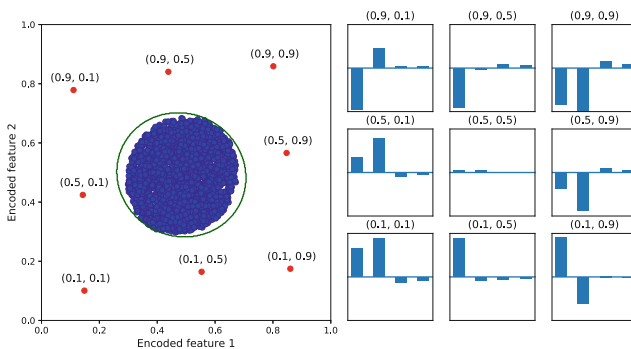 (0.9, 0.1)
(0.9, 0.5)
(0.9, 0.9)
(0.5, 0.1)
(0.5, 0.9)
(0.1, 0.1)
(0.1, 0.5)
(0.1, 0.9)
1.0
0.8
0.6
0.4
0.2
0.0
Encoded feature 2
0.0 0.2 0.4 0.6 0.8 1.0
Encoded feature 1
(0.9, 0.1) (0.9, 0.5) (0.9, 0.9)
(0.5, 0.1) (0.5, 0.5) (0.5, 0.9)
(0.1, 0.1) (0.1, 0.5) (0.1, 0.9)